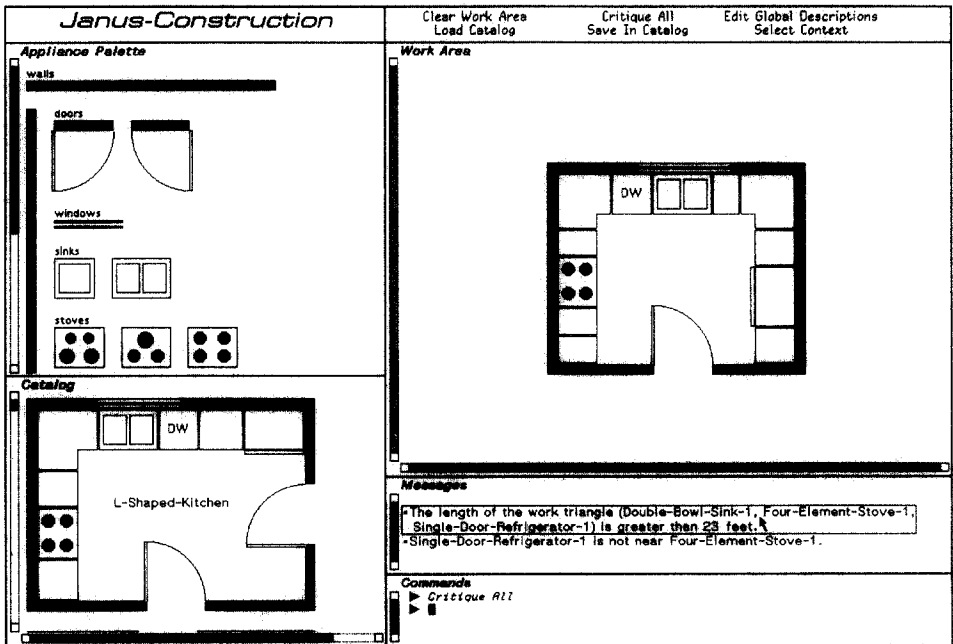 Janus-Construction
Clear Work Area Critique All Edit Global Descriptions
Load Catalog Save In Catalog Select Context
Appliance Palette
walls
doors
windows
sinks
stoves
Catalog
DW
L-Shaped-Kitchen
Work Area
DW
Messages
•The length of the work triangle (Double-Bowl-Sink-1, Four-Element-Stove-1,
Single-Door-Refrigerator-1) is greater than 23 feet.
•Single-Door-Refrigerator-1 is not near Four-Element-Stove-1.
Commands
Critique All